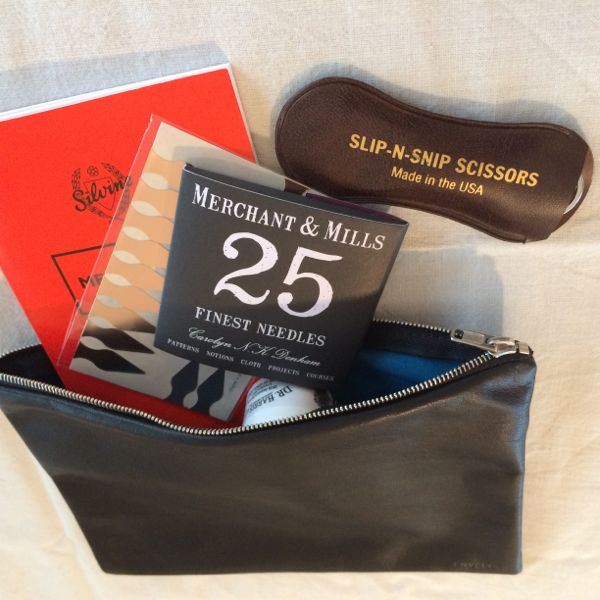 SLIP-N-SNIP SCISSORS
Made in the USA
Silvine
MERCHANT & MILLS
25
FINEST NEEDLES
Carolyn N.K. Denham
PATTERNS NOTIONS CLOTH PROJECTS COURSES